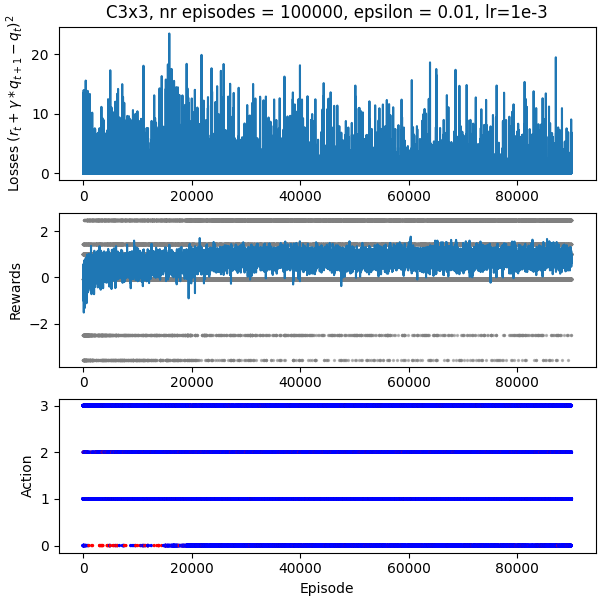 C3x3, nr episodes = 100000, epsilon = 0.01, lr=1e-3
Losses $(r_t + \gamma * q_{t+1} - q_t)^2$
20
10
0
0 20000 40000 60000 80000
Rewards
2
0
−2
0 20000 40000 60000 80000
Action
3
2
1
0
0 20000 40000 60000 80000
Episode